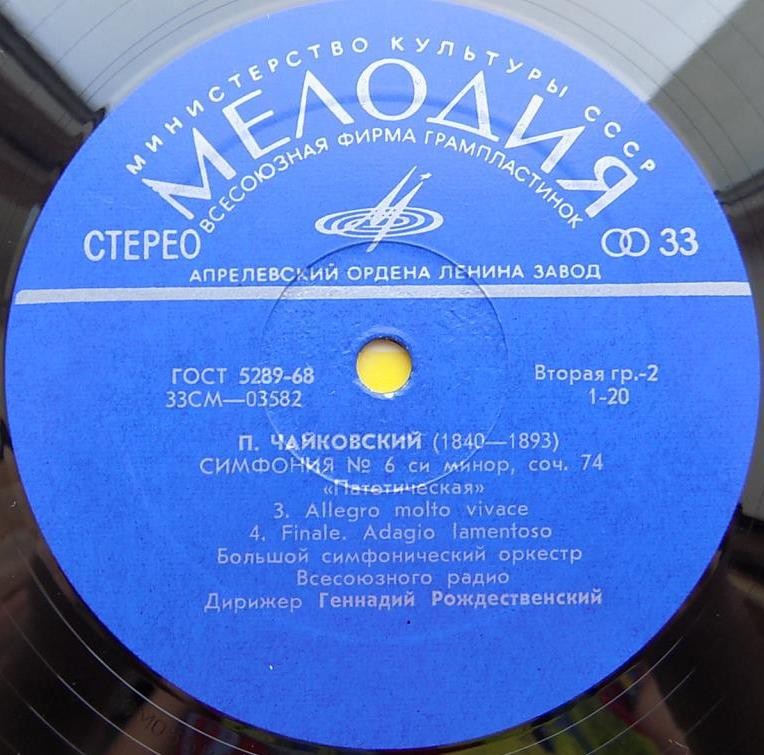 МИНИСТЕРСТВО КУЛЬТУРЫ СССР
МЕЛОДИЯ
ВСЕСОЮЗНАЯ ФИРМА ГРАМПЛАСТИНОК
СТЕРЕО
33
АПРЕЛЕВСКИЙ ОРДЕНА ЛЕНИНА ЗАВОД
ГОСТ 5289-68
Вторая гр.-2
33СМ—03582
1-20
П. ЧАЙКОВСКИЙ (1840—1893)
СИМФОНИЯ № 6 си минор, соч. 74
«Патетическая»
3. Allegro molto vivace
4. Finale. Adagio lamentoso
Большой симфонический оркестр
Всесоюзного радио
Дирижер Геннадий Рождественский